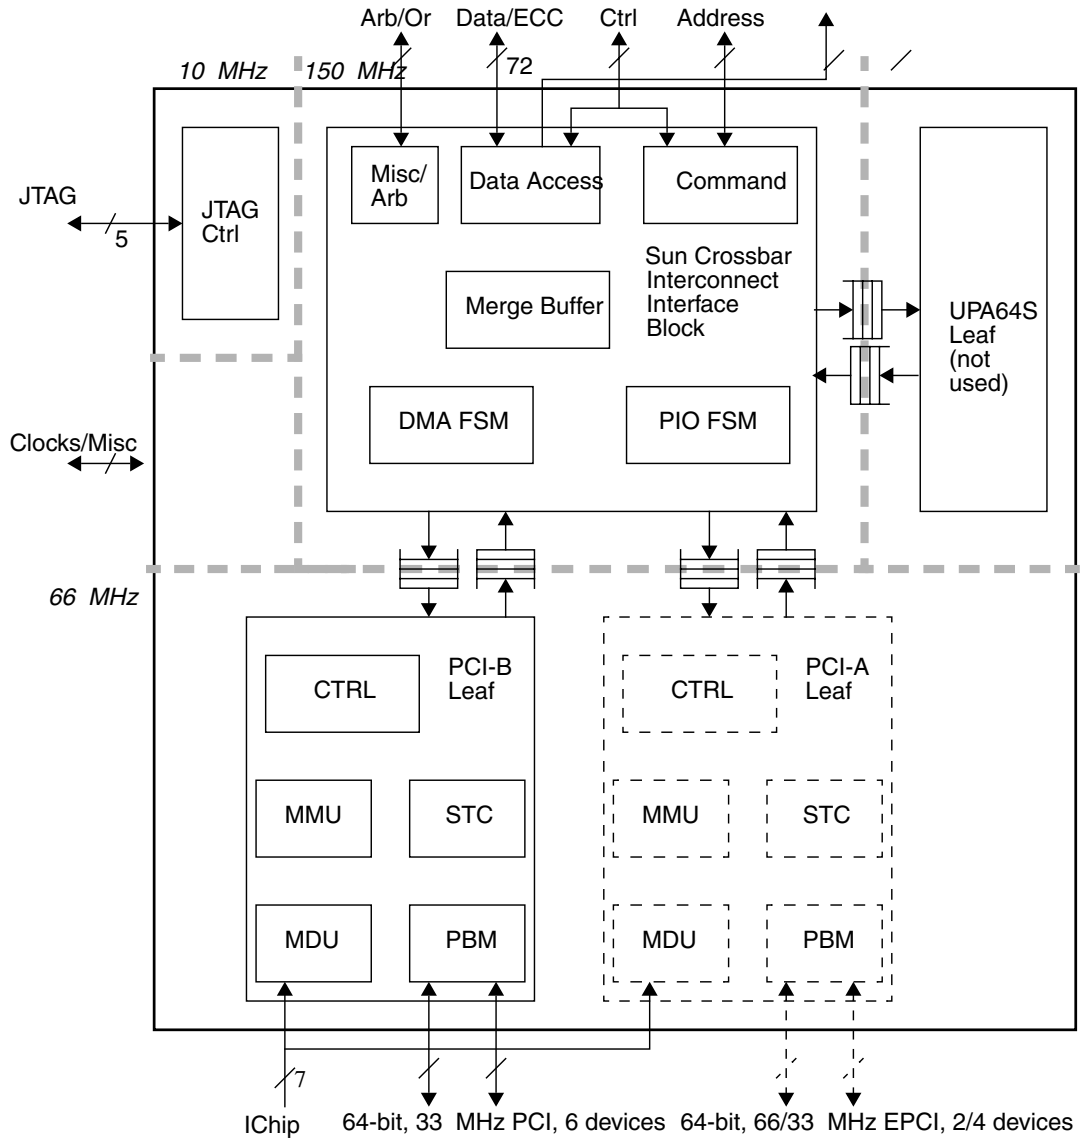 Arb/Or Data/ECC Ctrl Address
10 MHz 150 MHz 72
JTAG
5
JTAG
Ctrl
Misc/
Arb
Data Access
Command
Sun Crossbar
Interconnect
Interface
Block
Merge Buffer
UPA64S
Leaf
(not
used)
DMA FSM
PIO FSM
Clocks/Misc
66 MHz
PCI-B
Leaf
CTRL
MMU
STC
MDU
PBM
PCI-A
Leaf
CTRL
MMU
STC
MDU
PBM
7
IChip
64-bit, 33 MHz PCI, 6 devices
64-bit, 66/33 MHz EPCI, 2/4 devices